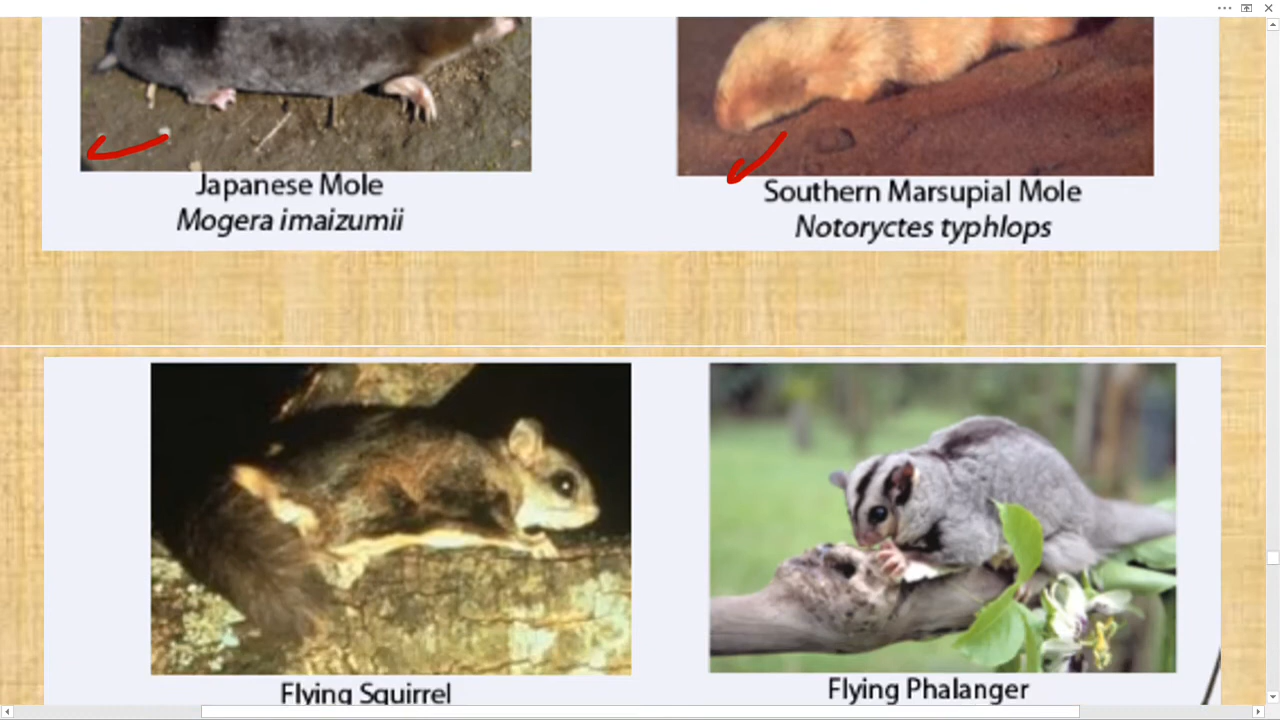 Japanese Mole
Mogera imaizumii
Southern Marsupial Mole
Notoryctes typhlops
Flying Squirrel
Flying Phalanger